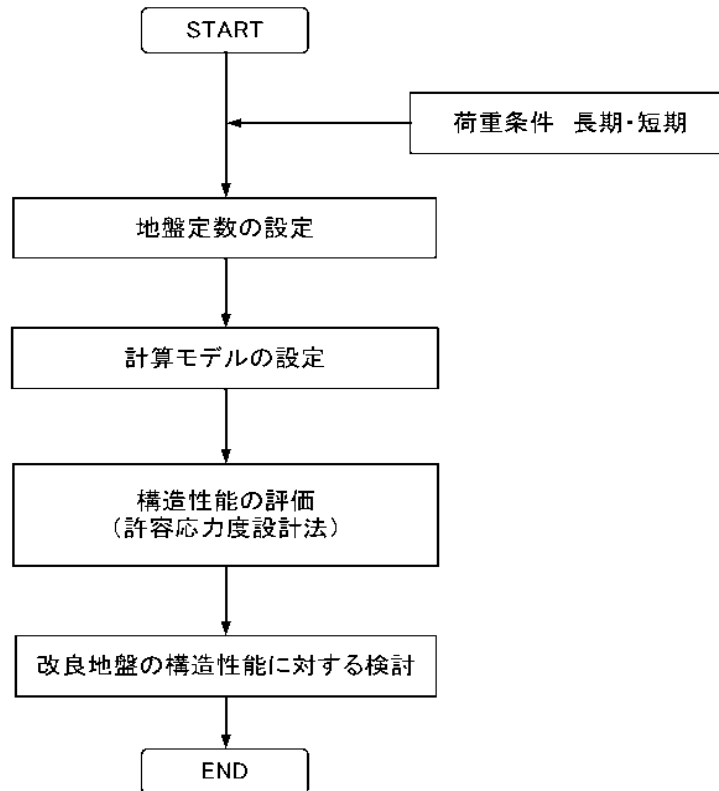 START
荷重条件 長期・短期
地盤定数の設定
計算モデルの設定
構造性能の評価
（許容応力度設計法）
改良地盤の構造性能に対する検討
END